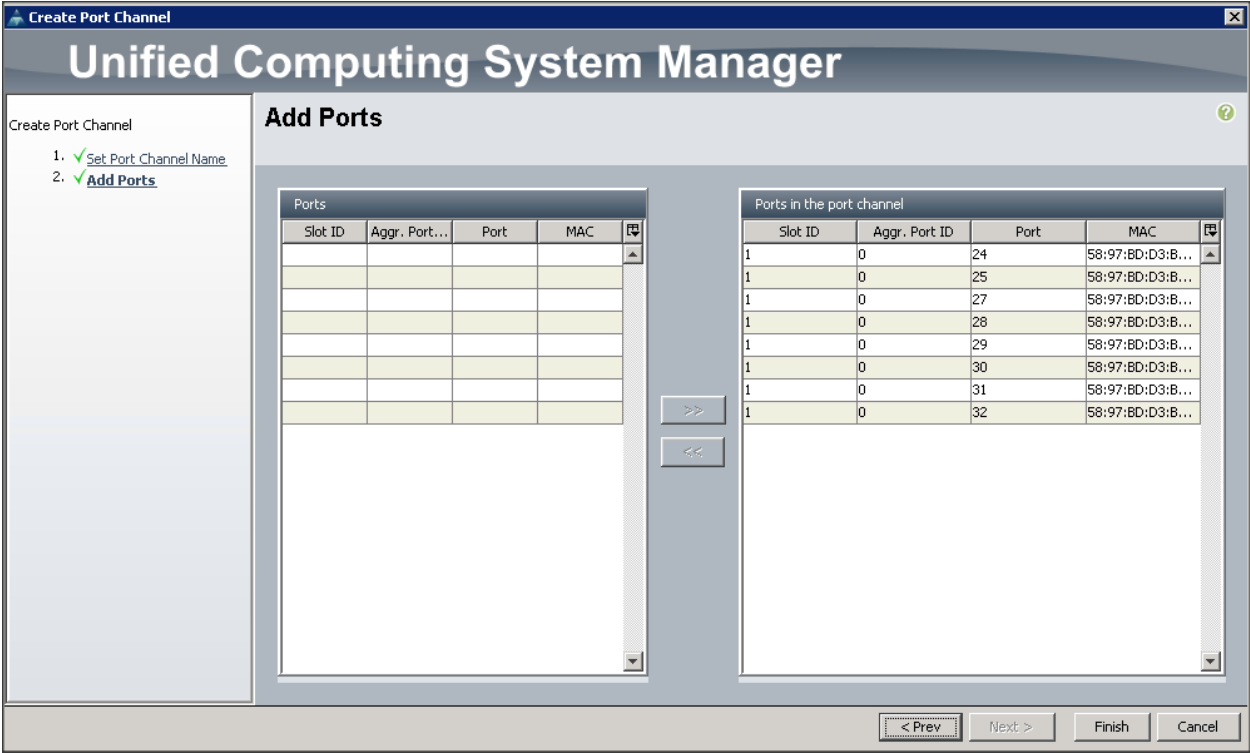 Create Port Channel
Unified Computing System Manager
Create Port Channel
1. Set Port Channel Name
2. Add Ports
Add Ports
Ports
Slot ID Aggr. Port... Port MAC
Ports in the port channel
Slot ID Aggr. Port ID Port MAC
1 0 24 58:97:BD:D3:B...
1 0 25 58:97:BD:D3:B...
1 0 27 58:97:BD:D3:B...
1 0 28 58:97:BD:D3:B...
1 0 29 58:97:BD:D3:B...
1 0 30 58:97:BD:D3:B...
1 0 31 58:97:BD:D3:B...
1 0 32 58:97:BD:D3:B...
>>
<<
< Prev Next > Finish Cancel